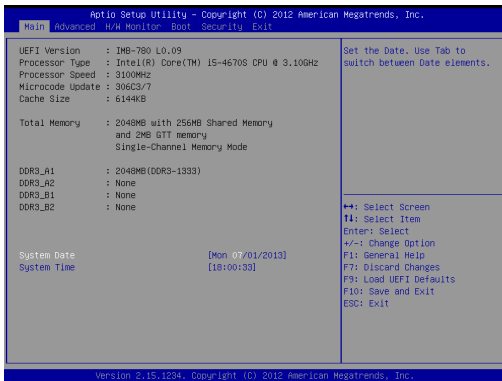 Aptio Setup Utility - Copyright (C) 2012 American Megatrends, Inc.
Main Advanced H/W Monitor Boot Security Exit
UEFI Version : IMB-780 L0.09
Processor Type : Intel(R) Core(TM) i5-4670S CPU @ 3.10GHz
Processor Speed : 3100MHz
Microcode Update : 306C3/7
Cache Size : 6144KB
Total Memory : 2048MB with 256MB Shared Memory
and 2MB GTT memory
Single-Channel Memory Mode
DDR3_A1 : 2048MB(DDR3-1333)
DDR3_A2 : None
DDR3_B1 : None
DDR3_B2 : None
System Date [Mon 07/01/2013]
System Time [18:00:33]
Set the Date. Use Tab to
switch between Date elements.
↔: Select Screen
↑↓: Select Item
Enter: Select
+/-: Change Option
F1: General Help
F7: Discard Changes
F9: Load UEFI Defaults
F10: Save and Exit
ESC: Exit
Version 2.15.1234. Copyright (C) 2012 American Megatrends, Inc.